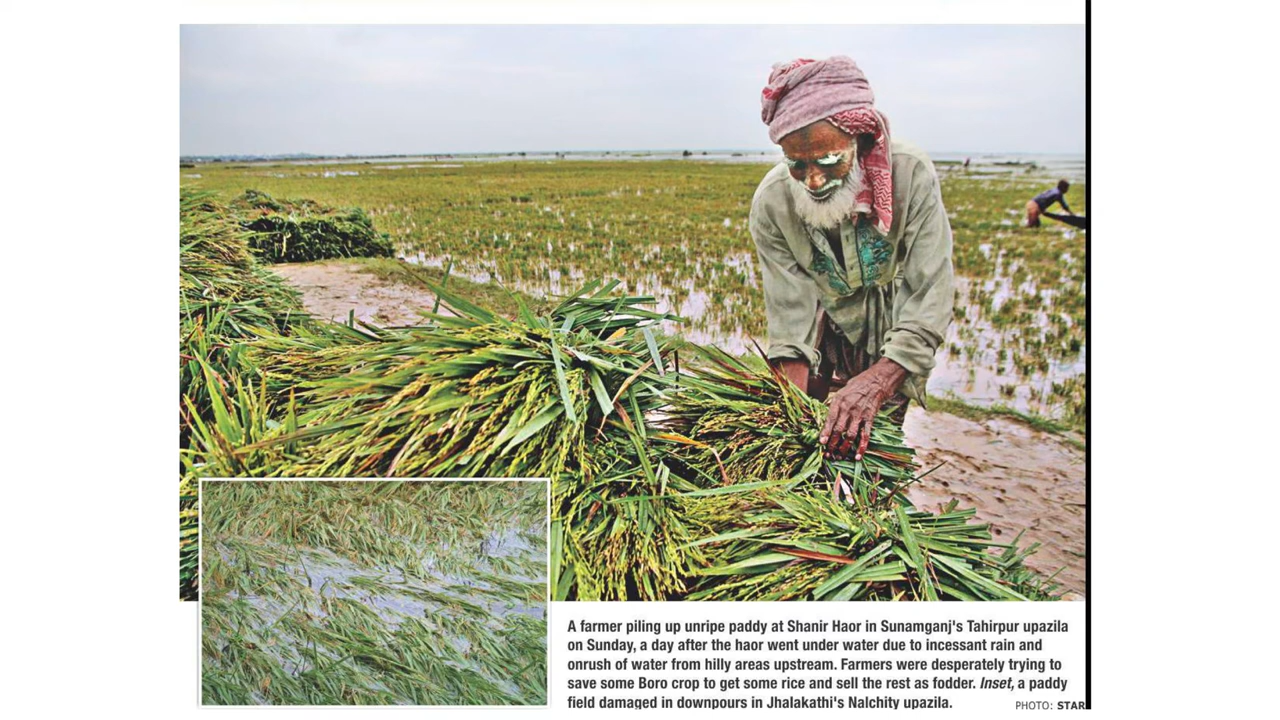 A farmer piling up unripe paddy at Shanir Haor in Sunamganj's Tahirpur upazila
on Sunday, a day after the haor went under water due to incessant rain and
onrush of water from hilly areas upstream. Farmers were desperately trying to
save some Boro crop to get some rice and sell the rest as fodder. Inset, a paddy
field damaged in downpours in Jhalakathi's Nalchity upazila.
PHOTO: STAR